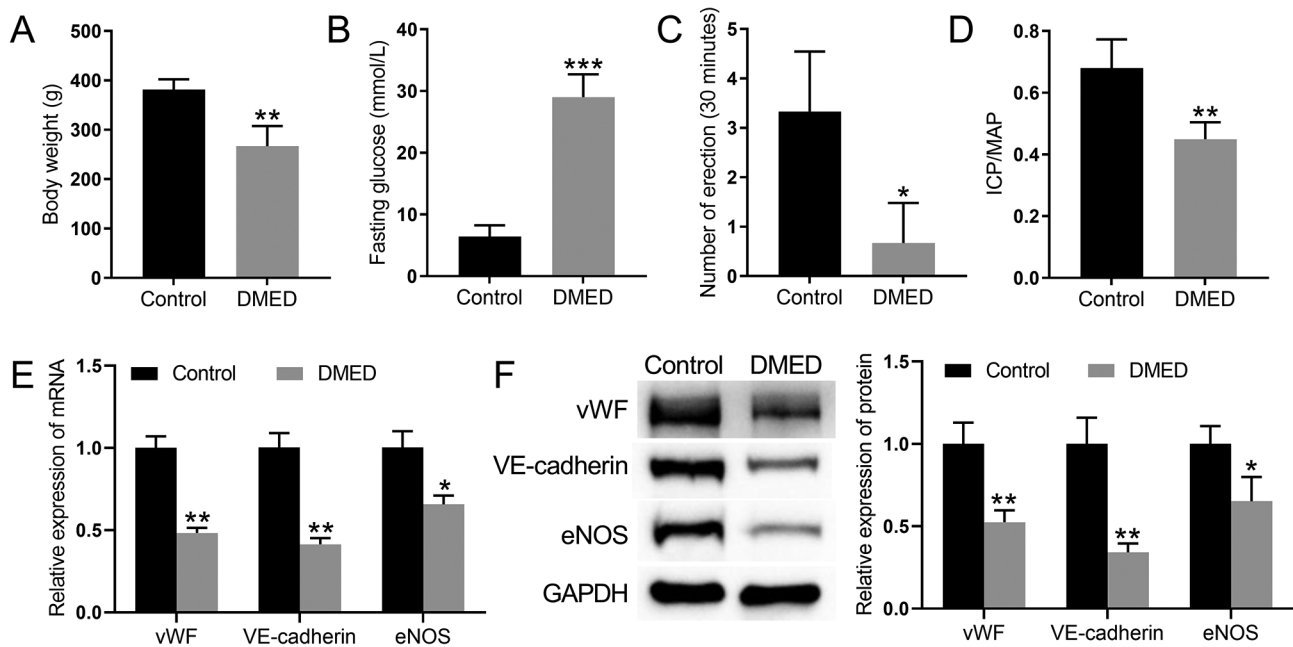 A
Body weight (g)
500
400
300
200
100
0
**
Control DMED
B
Fasting glucose (mmol/L)
40
30
20
10
0
***
Control DMED
C
Number of erection (30 minutes)
5
4
3
2
1
0
*
Control DMED
D
ICP/MAP
0.8
0.6
0.4
0.2
0.0
**
Control DMED
E
Relative expression of mRNA
1.5
1.0
0.5
0.0
Control DMED
** ** *
vWF VE-cadherin eNOS
F
Control DMED
vWF
VE-cadherin
eNOS
GAPDH
Relative expression of protein
1.5
1.0
0.5
0.0
Control DMED
** ** *
vWF VE-cadherin eNOS